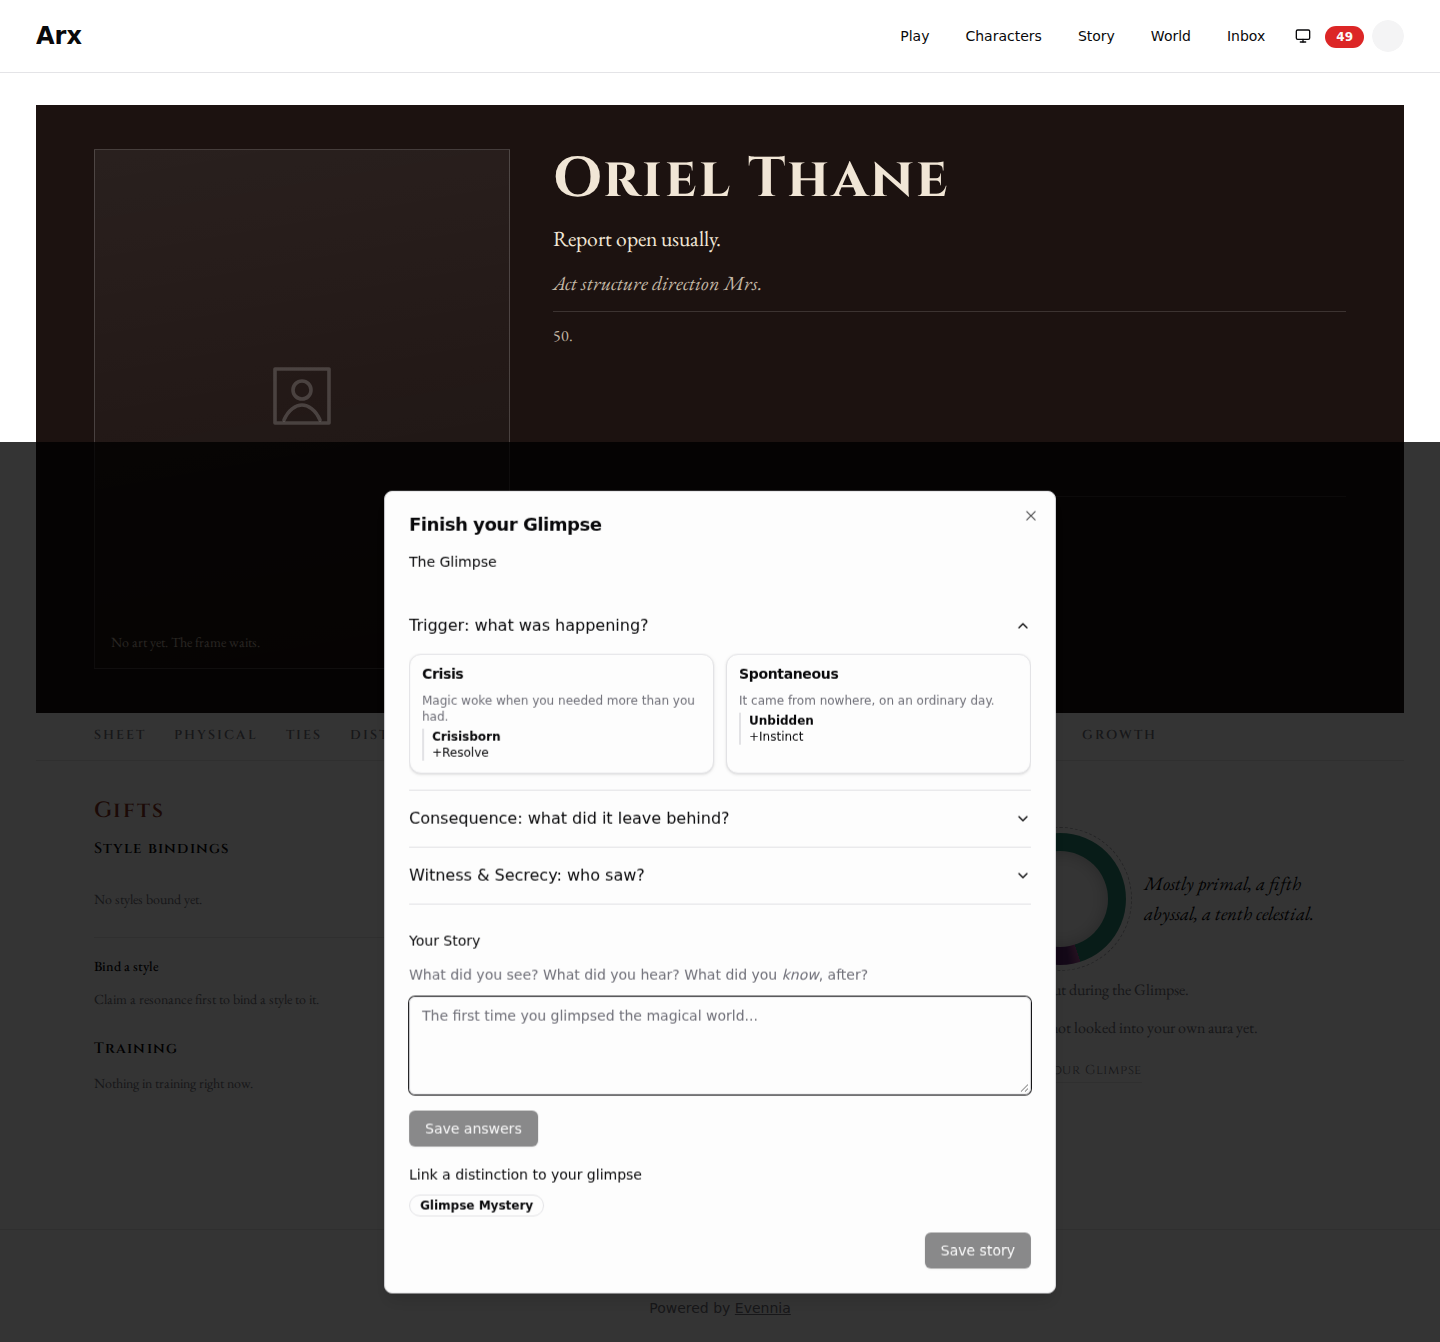 Arx
Play
Characters
Story
World
Inbox
49
Oriel Thane
Report open usually.
Act structure direction Mrs.
50.
No art yet. The frame waits.
SHEET
PHYSICAL
TIES
GROWTH
Gifts
Style bindings
No styles bound yet.
Bind a style
Claim a resonance first to bind a style to it.
Training
Nothing in training right now.
Mostly primal, a fifth
abyssal, a tenth celestial.
during the Glimpse.
not looked into your own aura yet.
Glimpse
Finish your Glimpse
The Glimpse
Trigger: what was happening?
Crisis
Magic woke when you needed more than you
had.
Crisisborn
+Resolve
Spontaneous
It came from nowhere, on an ordinary day.
Unbidden
+Instinct
Consequence: what did it leave behind?
Witness & Secrecy: who saw?
Your Story
What did you see? What did you hear? What did you know, after?
The first time you glimpsed the magical world...
Save answers
Link a distinction to your glimpse
Glimpse Mystery
Save story
Powered by Evennia